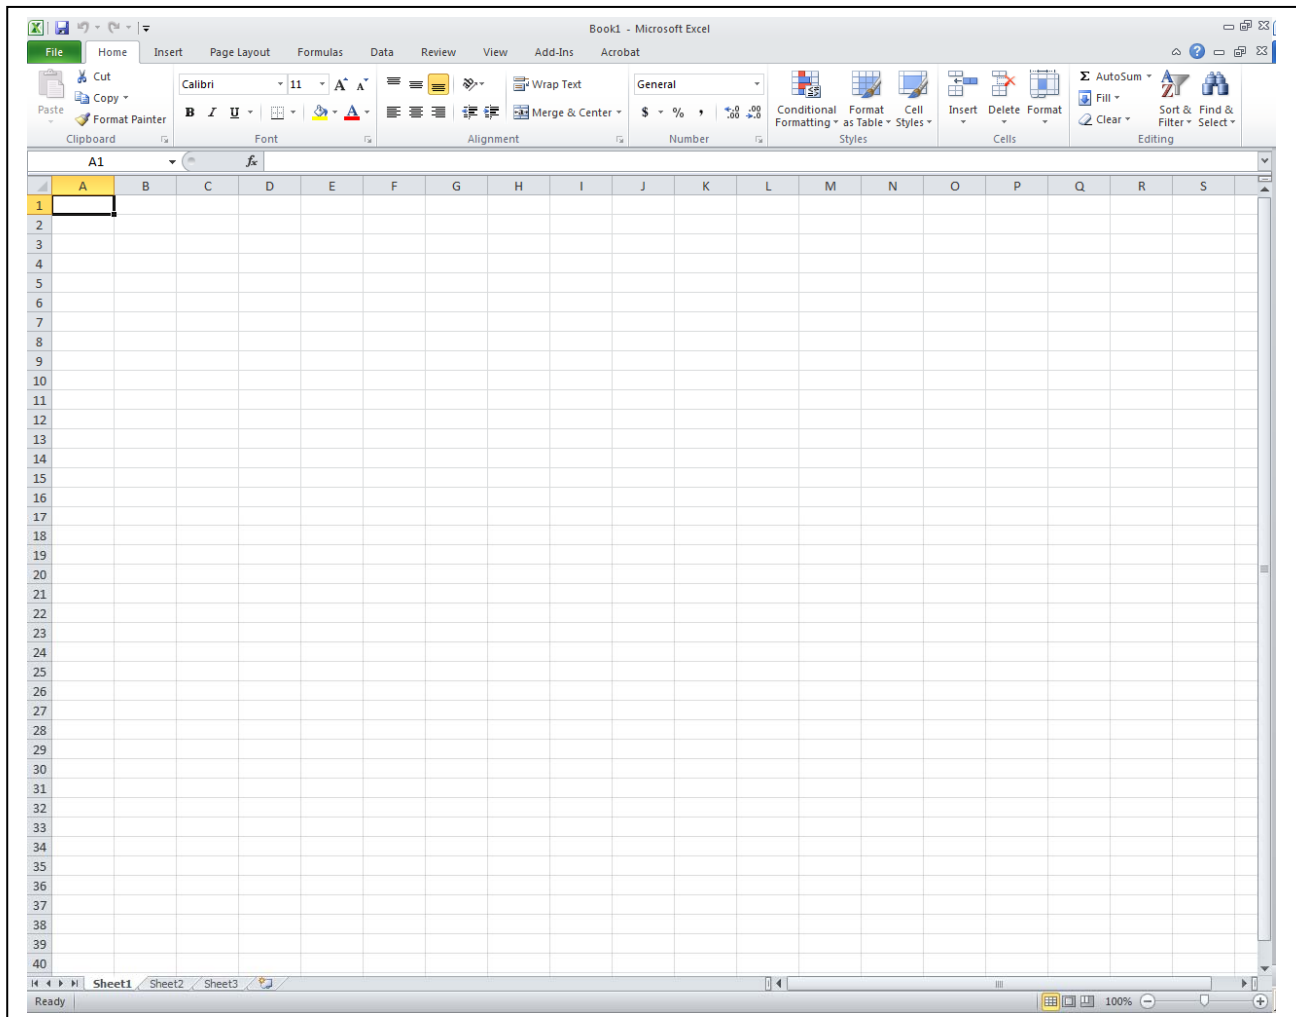 Book1 - Microsoft Excel
File Home Insert Page Layout Formulas Data Review View Add-Ins Acrobat
Paste
Cut
Copy
Format Painter
Clipboard
Calibri 11
B I U
Font
Wrap Text
Merge & Center
Alignment
General
$ % , .00 .00
Number
Conditional Formatting
Format as Table
Cell Styles
Styles
Insert Delete Format
Cells
Σ AutoSum
Fill
Clear
Sort & Filter
Find & Select
Editing
A1 fx
A B C D E F G H I J K L M N O P Q R S
1
2
3
4
5
6
7
8
9
10
11
12
13
14
15
16
17
18
19
20
21
22
23
24
25
26
27
28
29
30
31
32
33
34
35
36
37
38
39
40
Sheet1 Sheet2 Sheet3
Ready 100%